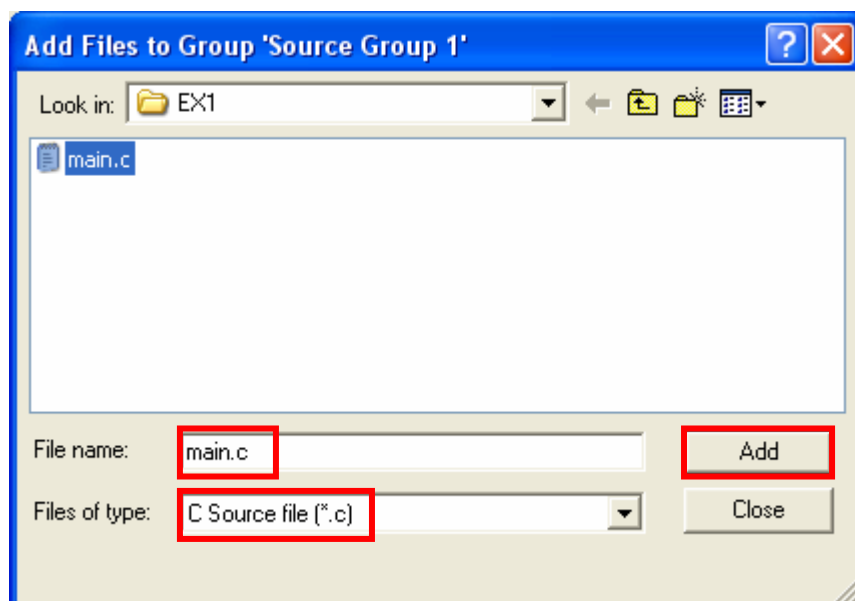 Add Files to Group 'Source Group 1'
Look in: EX1
main.c
File name: main.c Add
Files of type: C Source file (*.c) Close